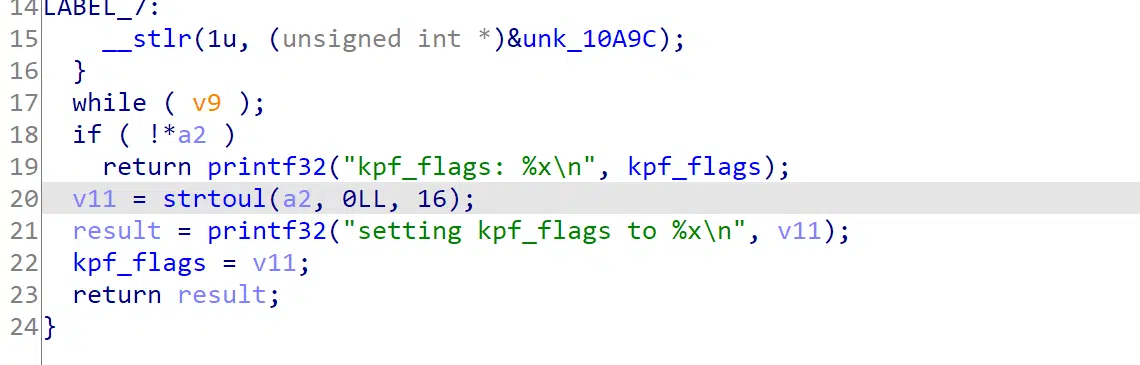 14 LABEL_7:
15     __stlr(1u, (unsigned int *)&unk_10A9C);
16   }
17   while ( v9 );
18   if ( !*a2 )
19     return printf32("kpf_flags: %x\n", kpf_flags);
20   v11 = strtoul(a2, 0LL, 16);
21   result = printf32("setting kpf_flags to %x\n", v11);
22   kpf_flags = v11;
23   return result;
24 }